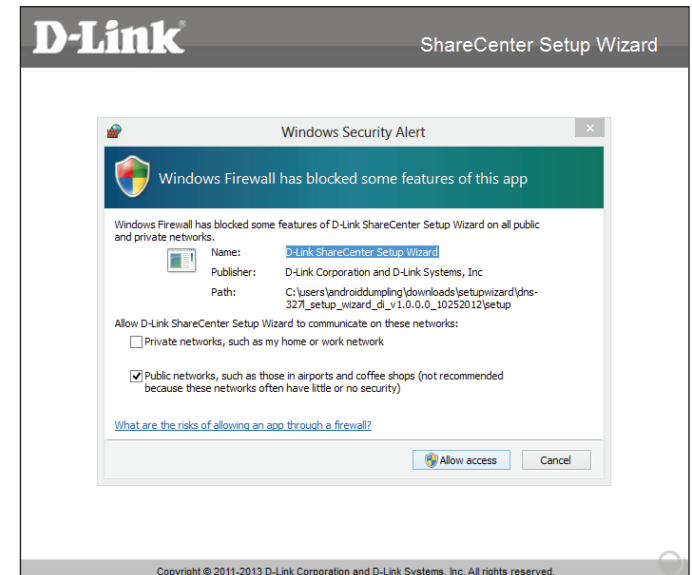 D-Link
ShareCenter Setup Wizard
Windows Security Alert
Windows Firewall has blocked some features of this app
Windows Firewall has blocked some features of D-Link ShareCenter Setup Wizard on all public
and private networks.
Name: D-Link ShareCenter Setup Wizard
Publisher: D-Link Corporation and D-Link Systems, Inc
Path: C:\users\androiddumpling\downloads\setupwizard\dns-
327l_setup_wizard_di_v1.0.0.0_10252012\setup
Allow D-Link ShareCenter Setup Wizard to communicate on these networks:
Private networks, such as my home or work network
Public networks, such as those in airports and coffee shops (not recommended
because these networks often have little or no security)
What are the risks of allowing an app through a firewall?
Allow access Cancel
Copyright © 2011-2013 D-Link Corporation and D-Link Systems, Inc. All rights reserved.